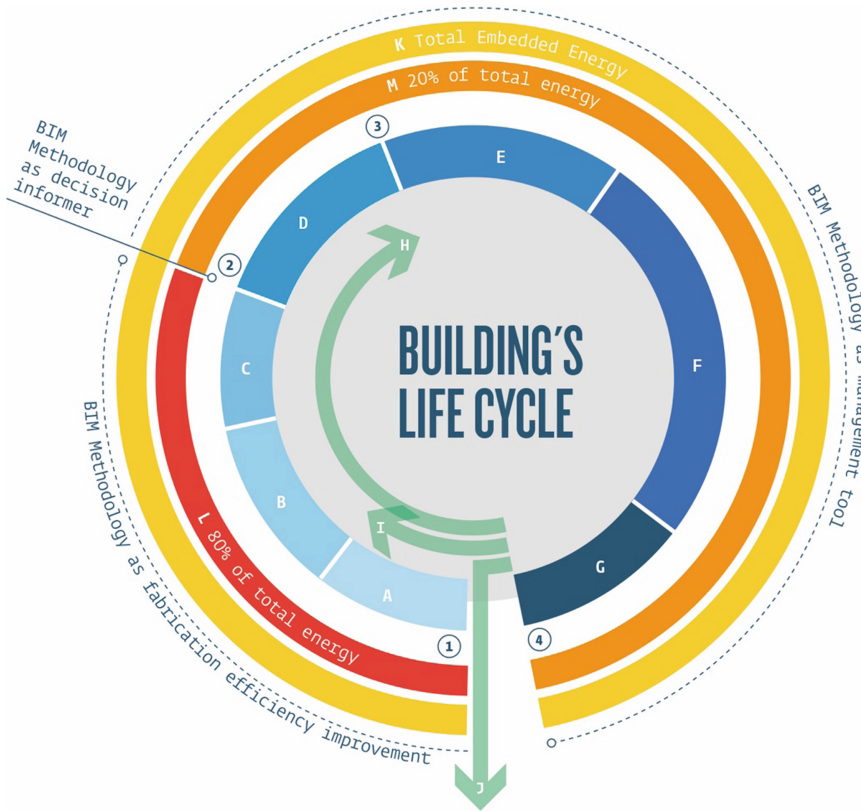 K Total Embedded Energy
M 20% of total energy
BIM
Methodology
as decision
informer
3
E
D
H
2
BUILDING´S
LIFE CYCLE
C
F
BIM Methodology as management tool
B
I
L 80% of total energy
A
G
1
4
BIM Methodology as fabrication efficiency improvement
J